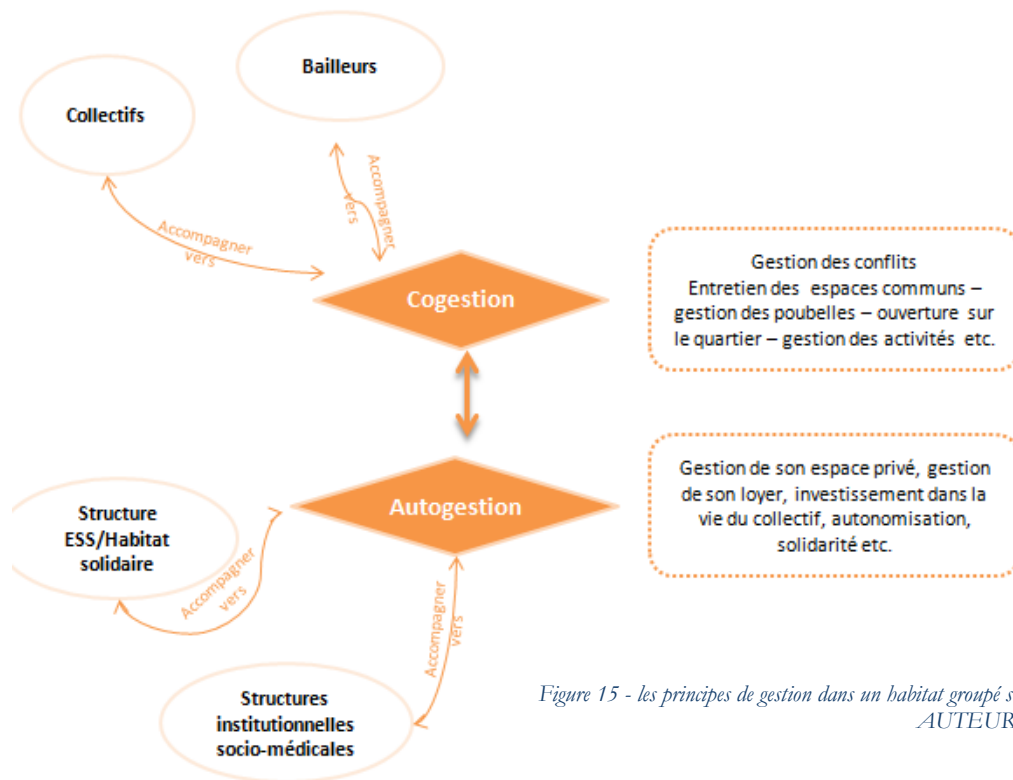 Bailleurs
Collectifs
Accompagner
vers
Accompagner
vers
Cogestion
Gestion des conflits
Entretien des espaces communs –
gestion des poubelles – ouverture sur
le quartier – gestion des activités etc.
Autogestion
Gestion de son espace privé, gestion
de son loyer, investissement dans la
vie du collectif, autonomisation,
solidarité etc.
Structure
ESS/Habitat
solidaire
Accompagner
vers
Accompagner
vers
Structures
institutionnelles
socio-médicales
Figure 15 - les principes de gestion dans un habitat groupé s
AUTEUR